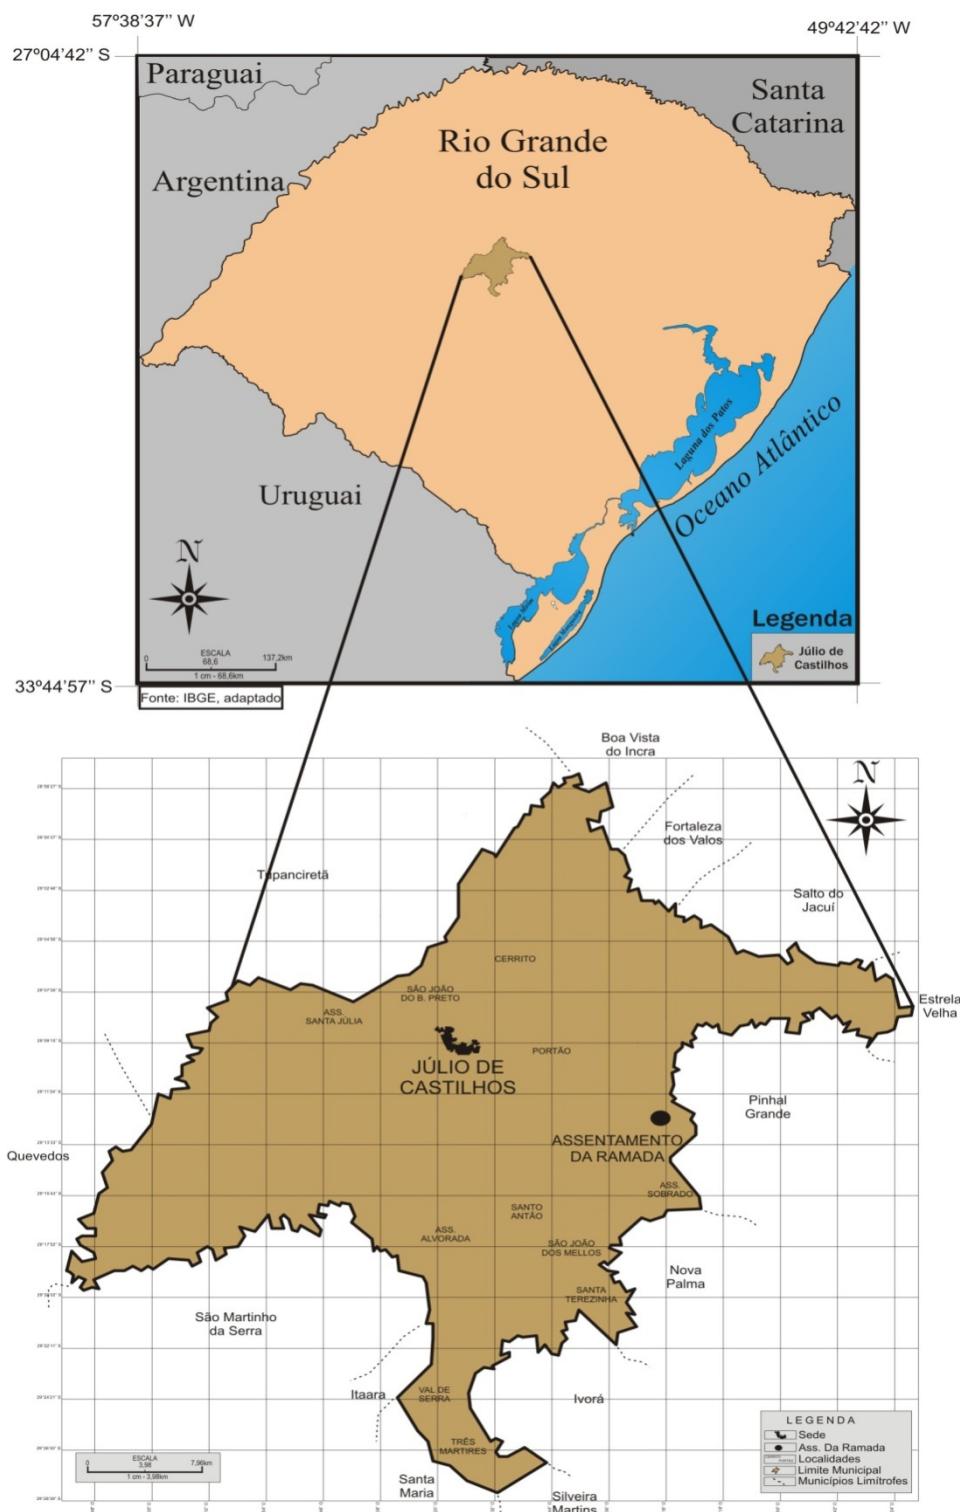 57°38'37'' W
49°42'42'' W
27°04'42'' S
Paraguai
Santa
Catarina
Rio Grande
do Sul
Argentina
Laguna dos Patos
Oceano Atlântico
Uruguai
N
Lagoa Mirim
Lagoa Mangueira
Legenda
Júlio de
Castilhos
ESCALA
0 68,6 137,2km
1 cm - 68,6km
33°44'57'' S
Fonte: IBGE, adaptado
Boa Vista
do Incra
N
Fortaleza
dos Valos
Tupanciretã
Salto do
Jacuí
CERRITO
SÃO JOÃO
DO B. PRETO
ASS.
SANTA JÚLIA
Estrela
Velha
PORTÃO
JÚLIO DE
CASTILHOS
Pinhal
Grande
ASSENTAMENTO
DA RAMADA
Quevedos
ASS.
SOBRADO
SANTO
ANTÃO
ASS.
ALVORADA
SÃO JOÃO
DOS MELLOS
Nova
Palma
SANTA
TEREZINHA
São Martinho
da Serra
Itaara
VAL DE
SERRA
Ivorá
TRÊS
MARTIRES
Santa
Maria
Silveira
Martins
ESCALA
0 3,98 7,96km
1 cm - 3,98km
LEGENDA
Sede
Ass. Da Ramada
Localidades
Limite Municipal
Municípios Limítrofes